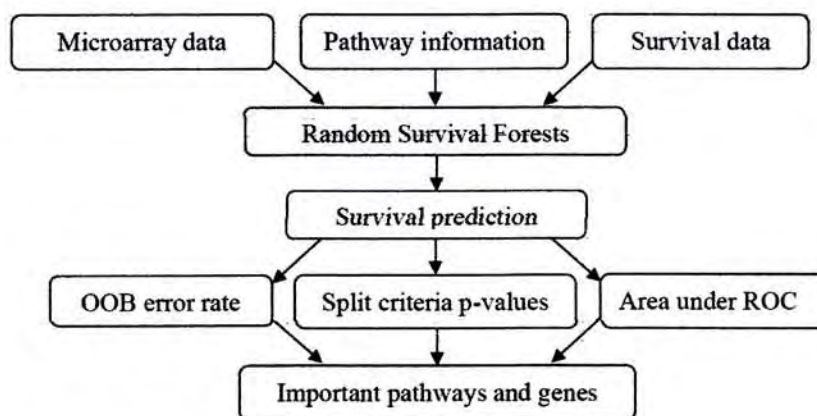 Microarray data
Pathway information
Survival data
Random Survival Forests
Survival prediction
OOB error rate
Split criteria p-values
Area under ROC
Important pathways and genes